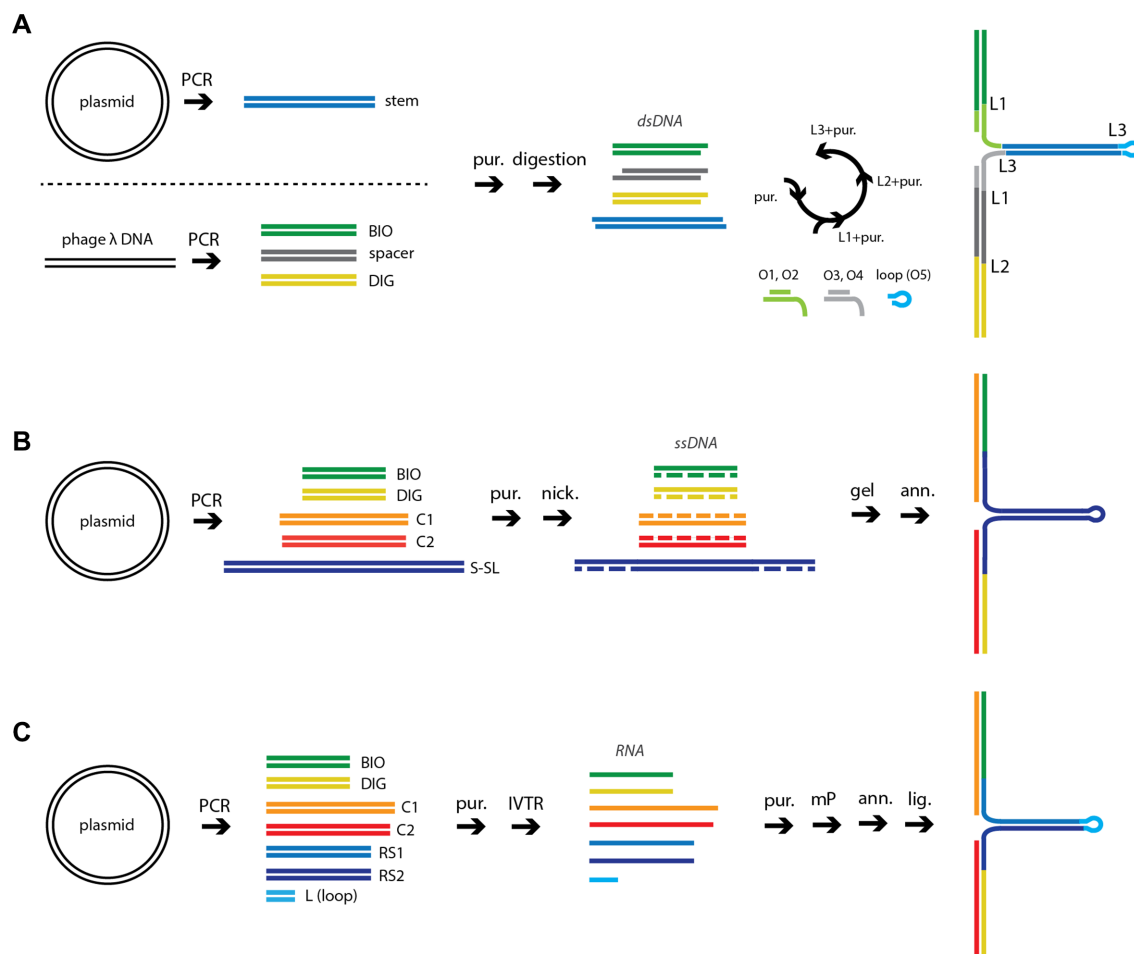 A
plasmid
PCR
stem
phage λ DNA
PCR
BIO
spacer
DIG
pur. digestion
dsDNA
L3+pur.
pur.
L2+pur.
L1+pur.
O1, O2
O3, O4
loop (O5)
L1
L3
L3
L1
L2
B
plasmid
PCR
BIO
DIG
C1
C2
S-SL
pur. nick.
ssDNA
gel ann.
C
plasmid
PCR
BIO
DIG
C1
C2
RS1
RS2
L (loop)
pur. IVTR
RNA
pur. mP ann. lig.